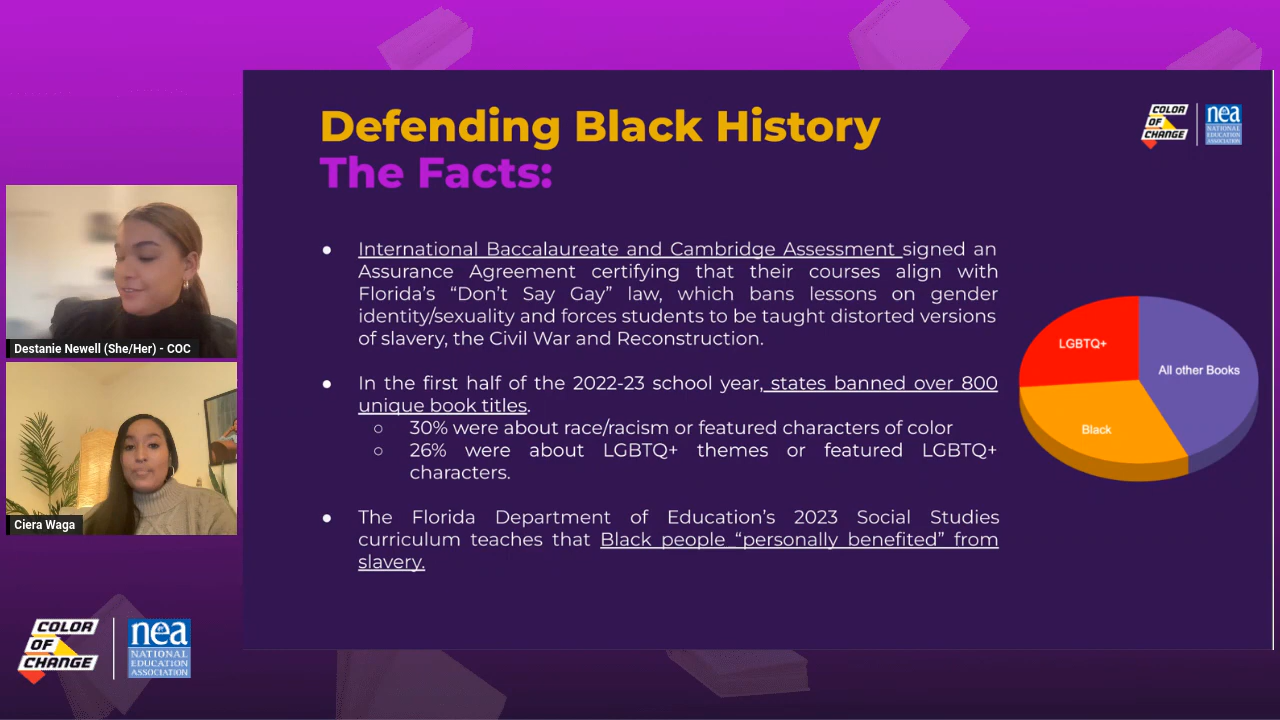 Defending Black History
The Facts:
COLOR
OF
CHANGE
nea
NATIONAL
EDUCATION
ASSOCIATION
● International Baccalaureate and Cambridge Assessment signed an
Assurance Agreement certifying that their courses align with
Florida’s “Don’t Say Gay” law, which bans lessons on gender
identity/sexuality and forces students to be taught distorted versions
of slavery, the Civil War and Reconstruction.
● In the first half of the 2022-23 school year, states banned over 800
unique book titles.
○ 30% were about race/racism or featured characters of color
○ 26% were about LGBTQ+ themes or featured LGBTQ+
characters.
● The Florida Department of Education’s 2023 Social Studies
curriculum teaches that Black people “personally benefited” from
slavery.
LGBTQ+
All other Books
Black
Destanie Newell (She/Her) - COC
Ciera Waga
COLOR
OF
CHANGE
nea
NATIONAL
EDUCATION
ASSOCIATION